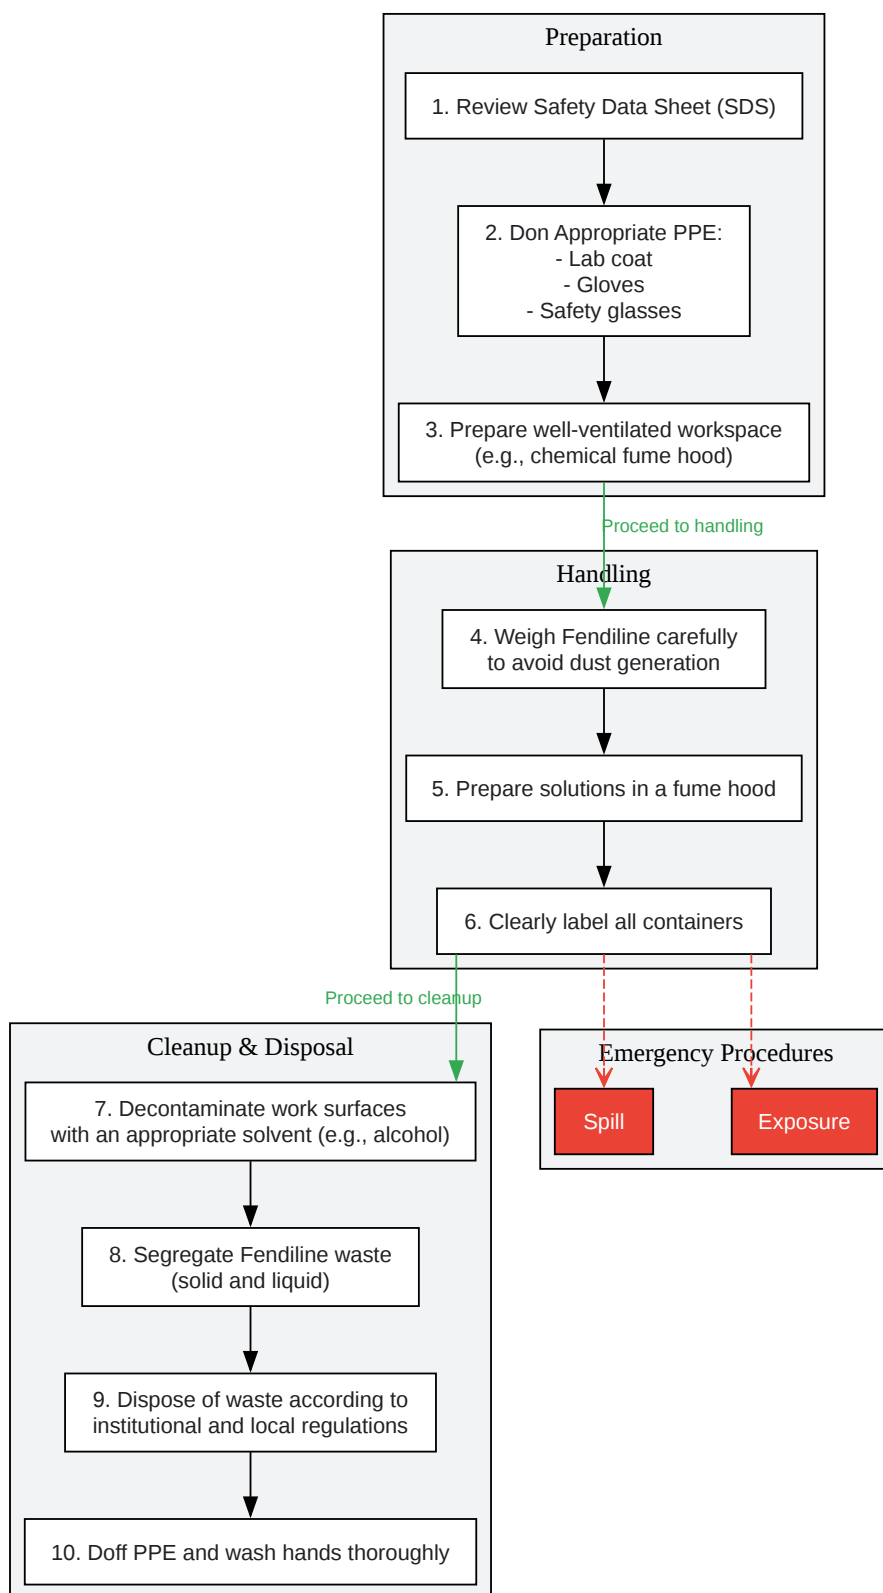 Preparation
1. Review Safety Data Sheet (SDS)
2. Don Appropriate PPE:
- Lab coat
- Gloves
- Safety glasses
3. Prepare well-ventilated workspace
(e.g., chemical fume hood)
Proceed to handling
Handling
4. Weigh Fendiline carefully
to avoid dust generation
5. Prepare solutions in a fume hood
6. Clearly label all containers
Proceed to cleanup
Cleanup & Disposal
7. Decontaminate work surfaces
with an appropriate solvent (e.g., alcohol)
8. Segregate Fendiline waste
(solid and liquid)
9. Dispose of waste according to
institutional and local regulations
10. Doff PPE and wash hands thoroughly
Emergency Procedures
Spill
Exposure